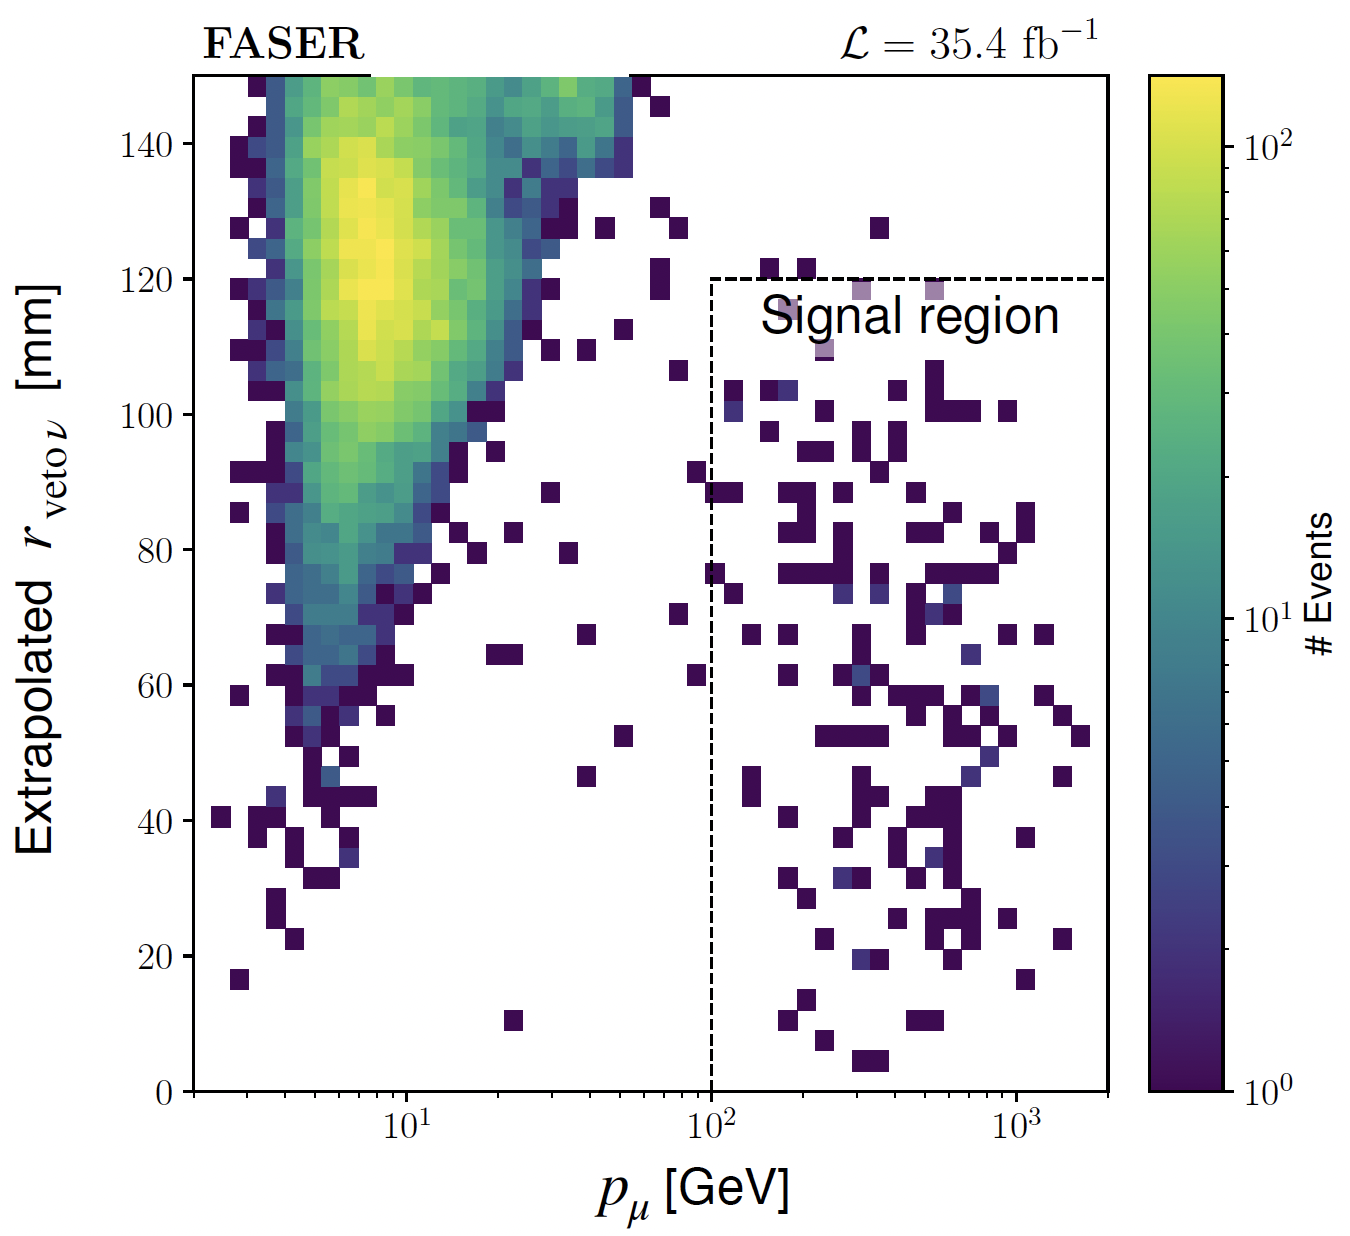 FASER
ℒ = 35.4 fb⁻¹
Signal region
140
120
100
80
60
40
20
0
10¹
10²
10³
Extrapolated r veto ν [mm]
p_μ [GeV]
10²
10¹
10⁰
# Events